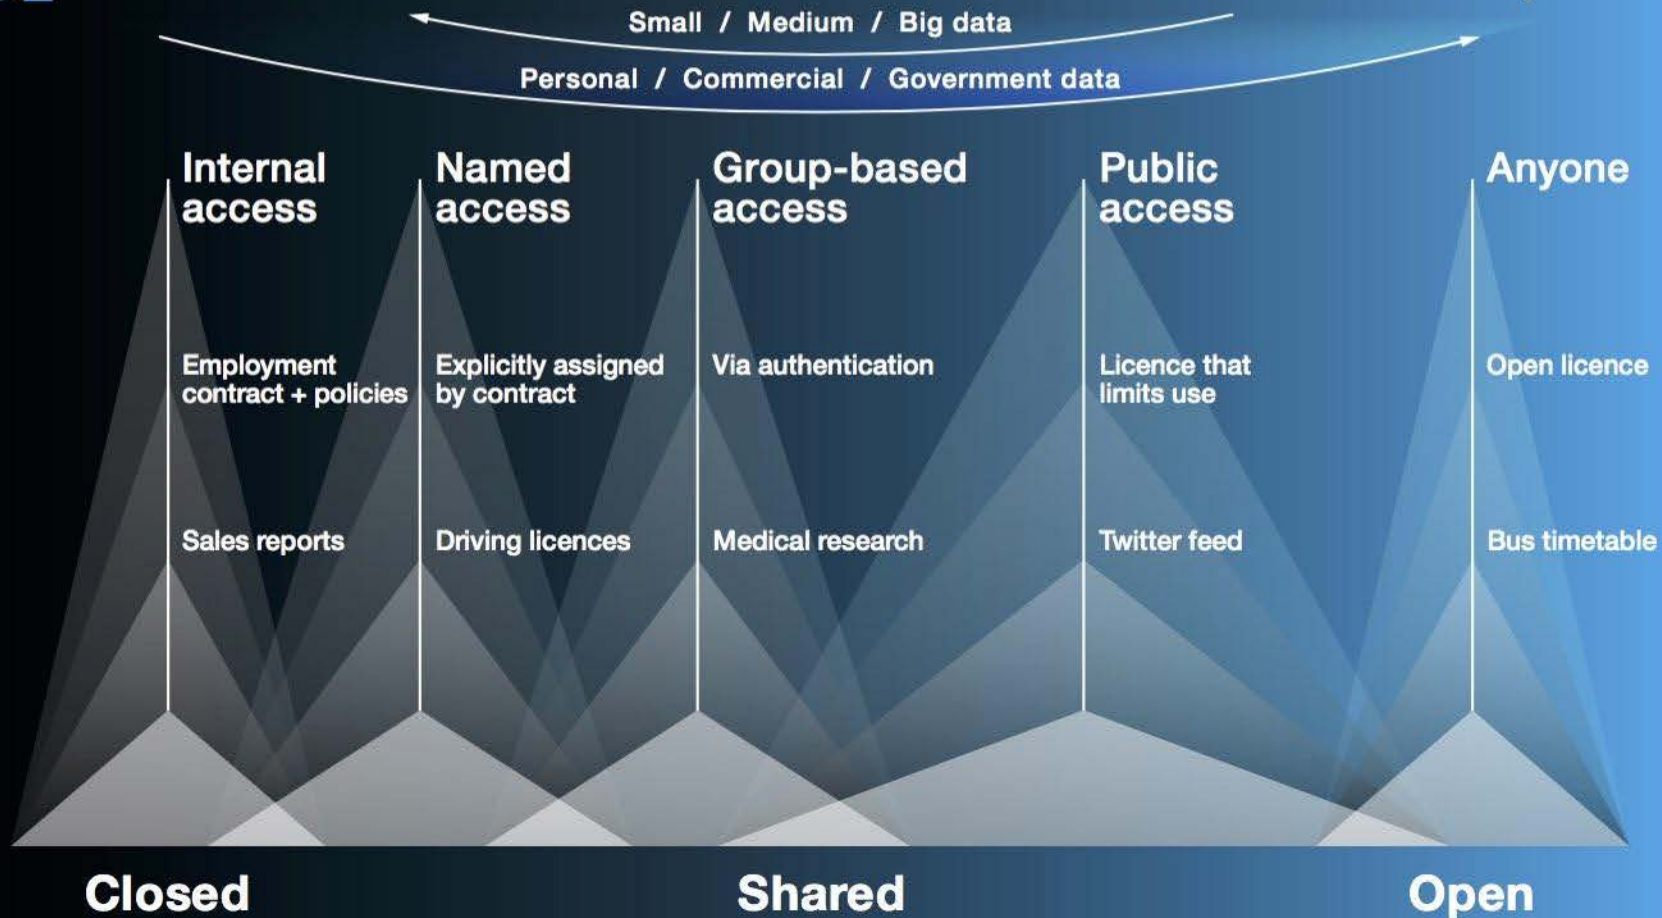 Small / Medium / Big data
Personal / Commercial / Government data
Internal
access
Named
access
Group-based
access
Public
access
Anyone
Employment
contract + policies
Explicitly assigned
by contract
Via authentication
Licence that
limits use
Open licence
Sales reports
Driving licences
Medical research
Twitter feed
Bus timetable
Closed
Shared
Open